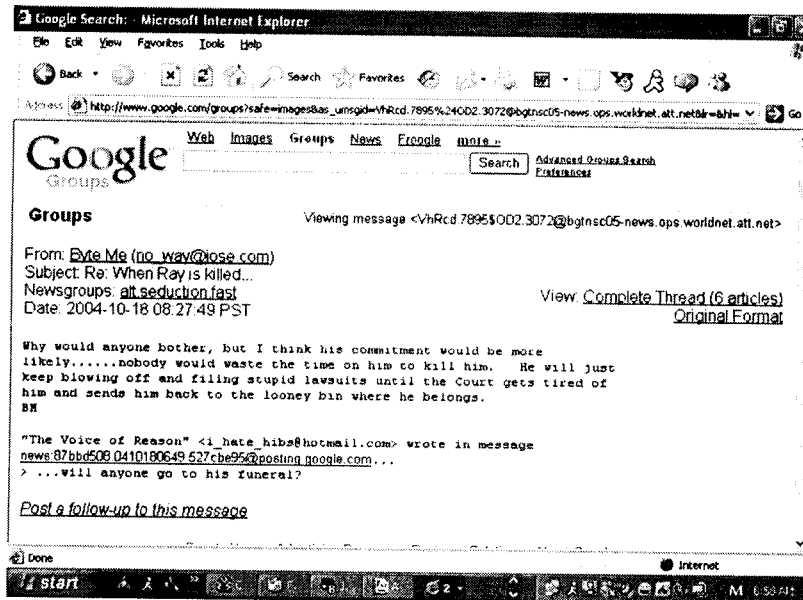 Google Search: - Microsoft Internet Explorer
File Edit View Favorites Tools Help
Back Search Favorites
Address http://www.google.com/groups?safe=images&as_umsgid=VhRcd.7895%24OD2.3072@bgtnsc05-news.ops.worldnet.att.net&lr=&hl= Go
Web Images Groups News Froogle more »
Google
Groups
Search Advanced Groups Search
Preferences
Groups Viewing message <VhRcd.7895$OD2.3072@bgtnsc05-news.ops.worldnet.att.net>
From: Byte Me (no_way@jose.com)
Subject: Re: When Ray is killed...
Newsgroups: alt.seduction.fast View: Complete Thread (6 articles)
Date: 2004-10-18 08:27:49 PST Original Format
Why would anyone bother, but I think his commitment would be more
likely......nobody would waste the time on him to kill him. He will just
keep blowing off and filing stupid lawsuits until the Court gets tired of
him and sends him back to the looney bin where he belongs.
BM
"The Voice of Reason" <i_hate_hibs@hotmail.com> wrote in message
news:87bbd508.0410180649.527cbe95@posting.google.com...
> ...will anyone go to his funeral?
Post a follow-up to this message
Done Internet
start M 6:53 AM